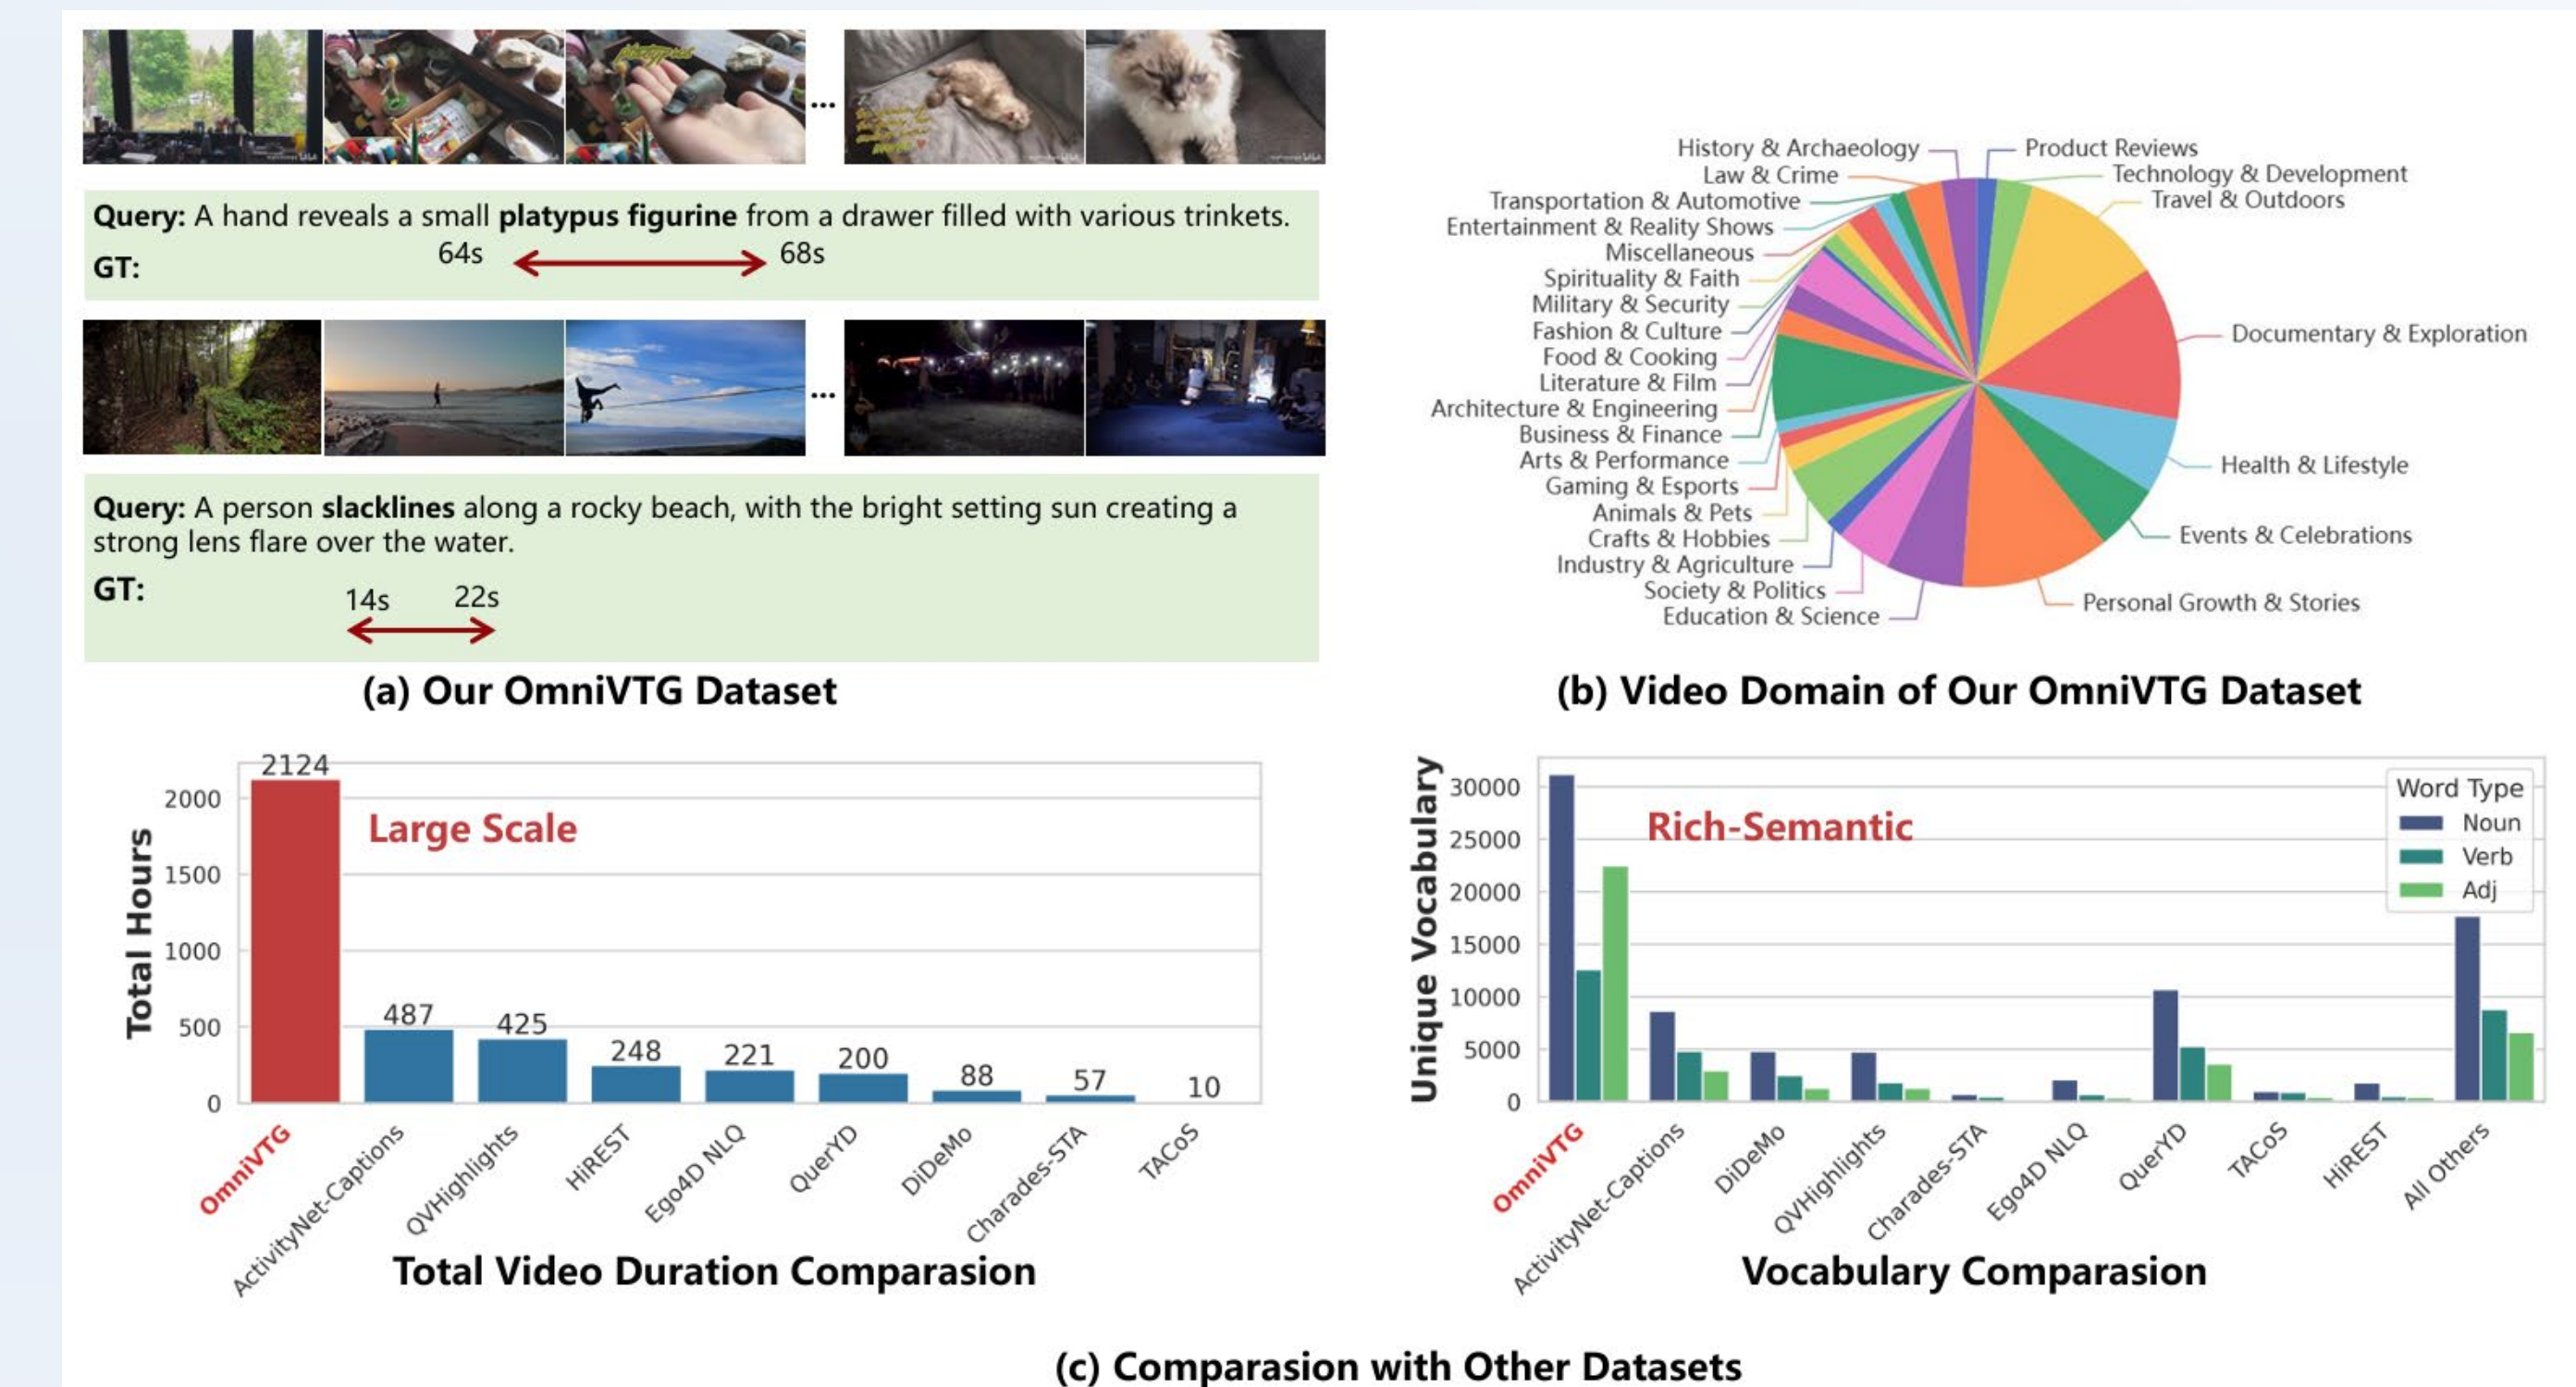 Query: A hand reveals a small platypus figurine from a drawer filled with various trinkets.
64s 68s
GT:
Query: A person slacklines along a rocky beach, with the bright setting sun creating a
strong lens flare over the water.
GT:
14s 22s
(a) Our OmniVTG Dataset
History & Archaeology
Law & Crime
Transportation & Automotive
Entertainment & Reality Shows
Miscellaneous
Spirituality & Faith
Military & Security
Fashion & Culture
Food & Cooking
Literature & Film
Architecture & Engineering
Business & Finance
Arts & Performance
Gaming & Esports
Animals & Pets
Crafts & Hobbies
Industry & Agriculture
Society & Politics
Education & Science
Product Reviews
Technology & Development
Travel & Outdoors
Documentary & Exploration
Health & Lifestyle
Events & Celebrations
Personal Growth & Stories
(b) Video Domain of Our OmniVTG Dataset
Total Hours
2000
1500
1000
500
0
2124
Large Scale
487
425
248
221
200
88
57
10
OmniVTG
ActivityNet-Captions
QVHighlights
HiREST
Ego4D NLQ
QuerYD
DiDeMo
Charades-STA
TACoS
Total Video Duration Comparasion
Unique Vocabulary
30000
25000
20000
15000
10000
5000
0
Rich-Semantic
Word Type
Noun
Verb
Adj
OmniVTG
ActivityNet-Captions
DiDeMo
QVHighlights
Charades-STA
Ego4D NLQ
QuerYD
TACoS
HiREST
All Others
Vocabulary Comparasion
(c) Comparasion with Other Datasets